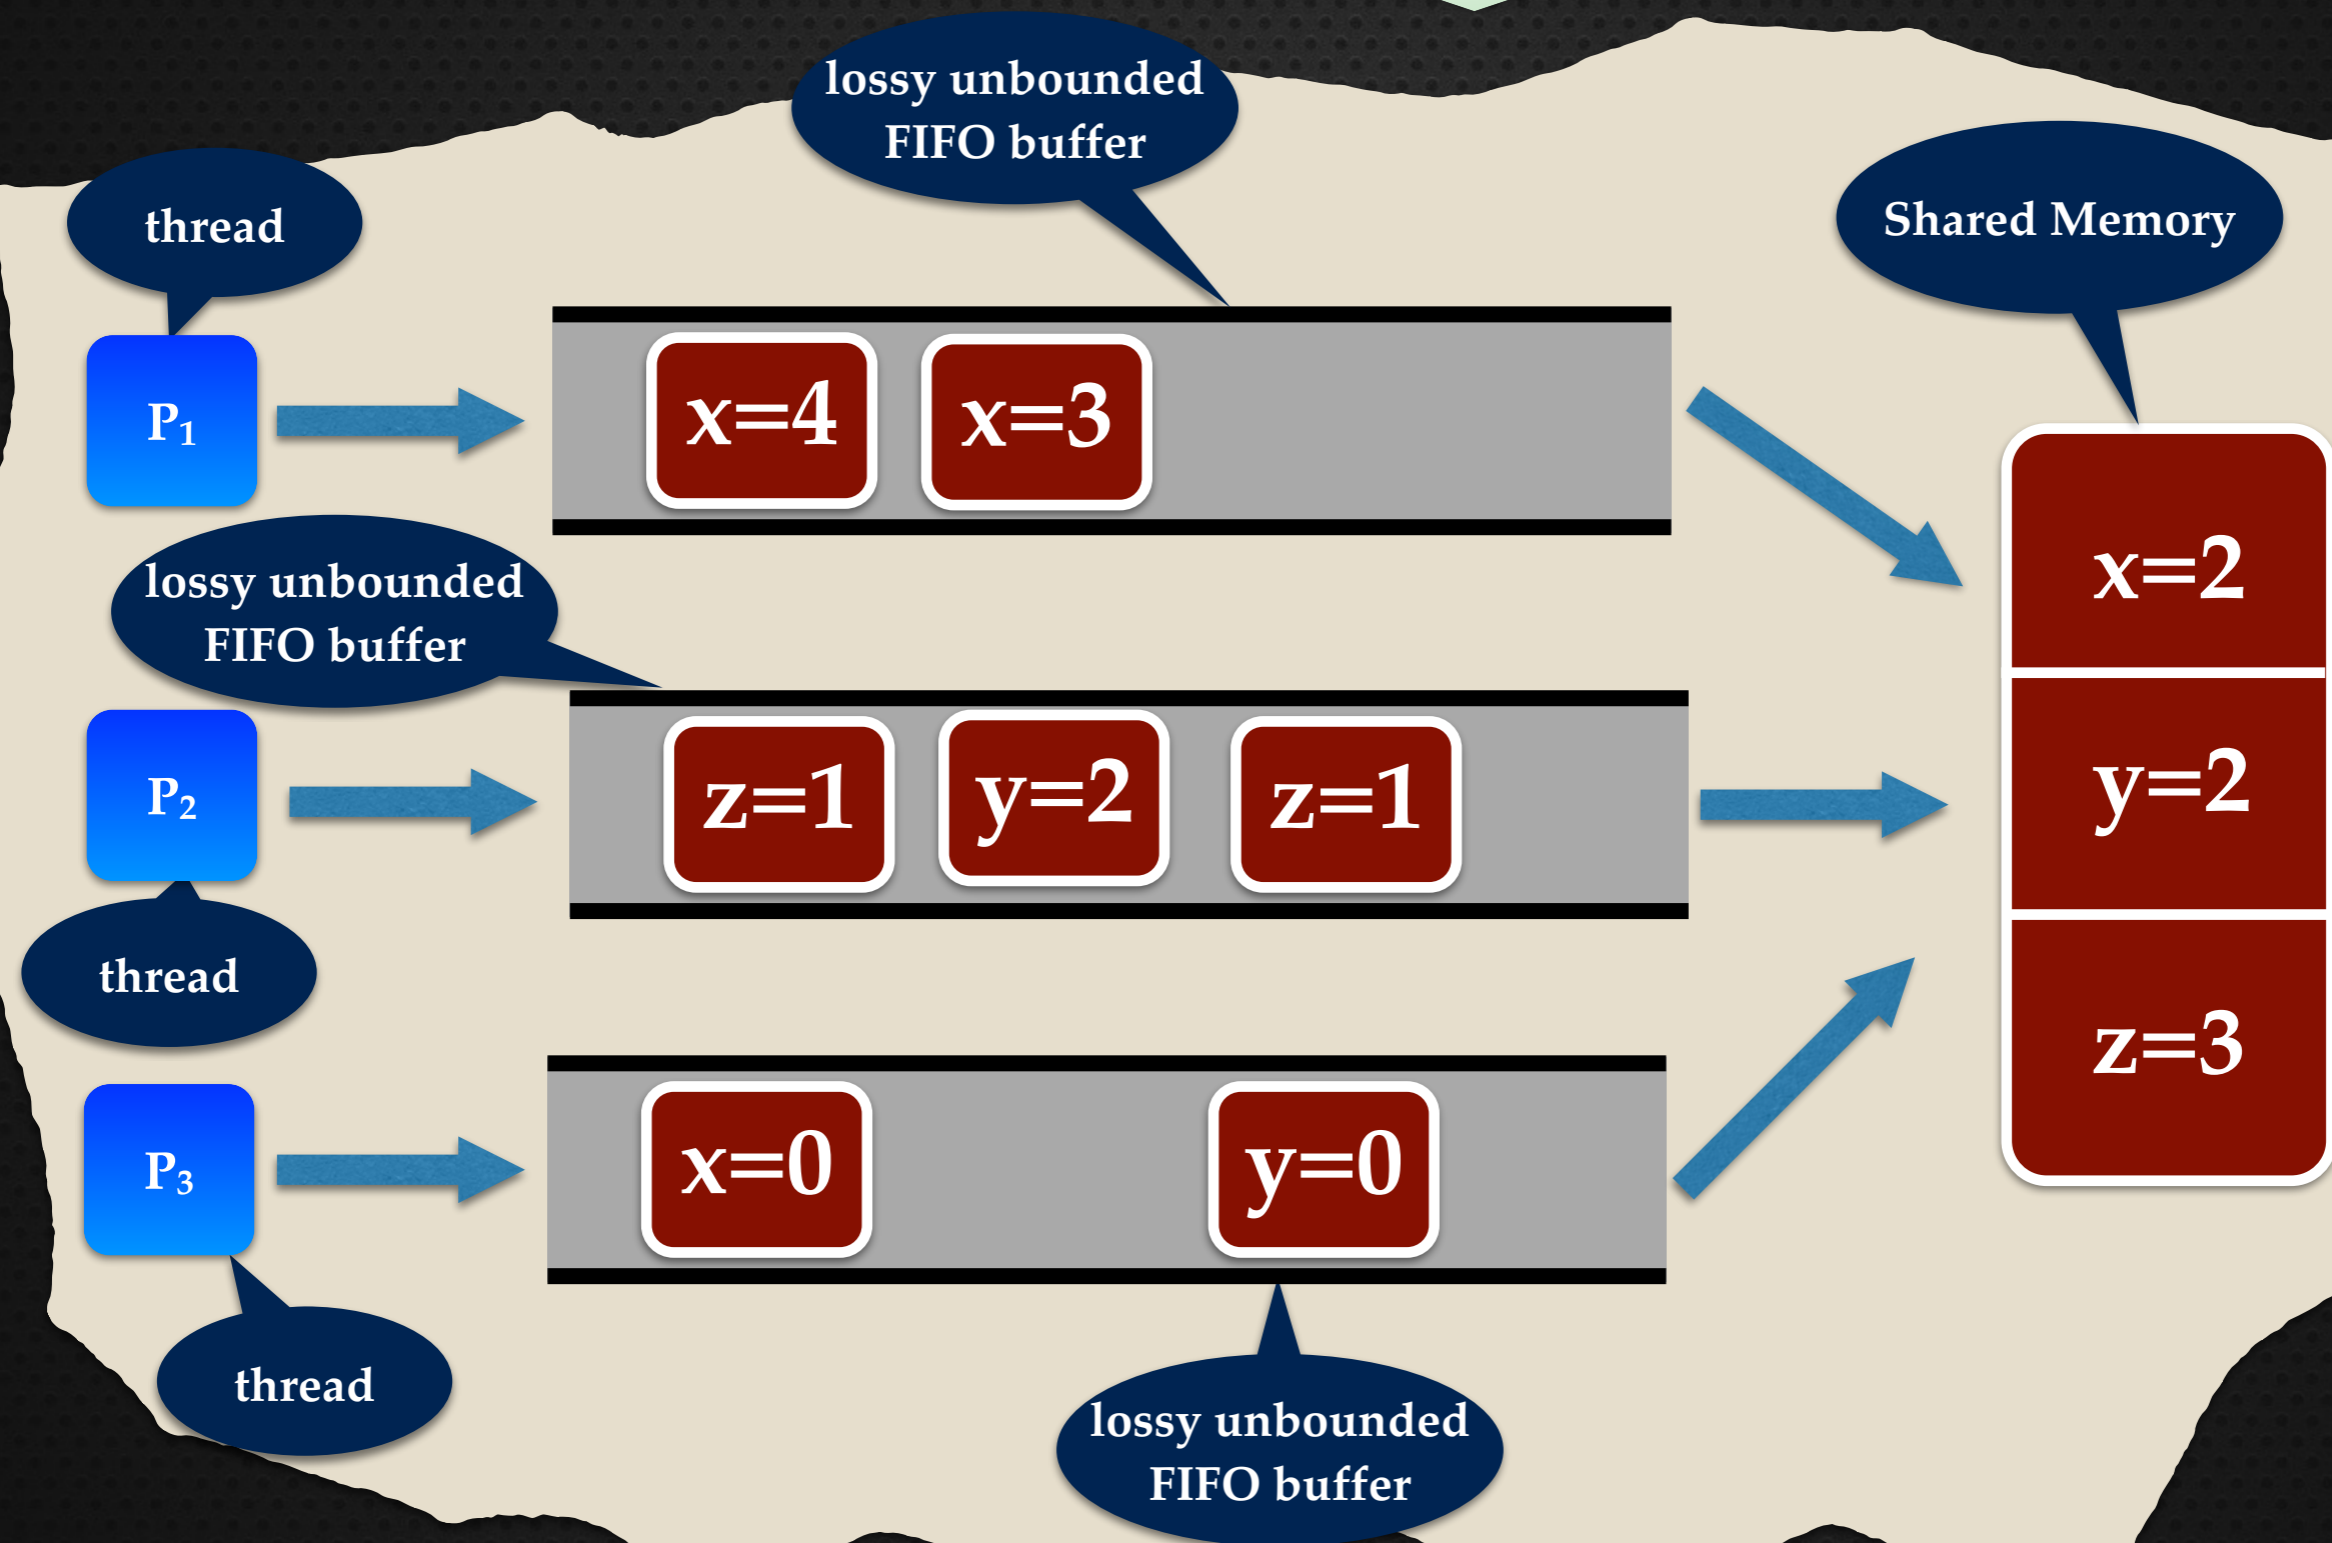 lossy unbounded
FIFO buffer
thread
Shared Memory
P₁
x=4
x=3
x=2
lossy unbounded
FIFO buffer
P₂
z=1
y=2
z=1
y=2
thread
P₃
x=0
y=0
z=3
thread
lossy unbounded
FIFO buffer